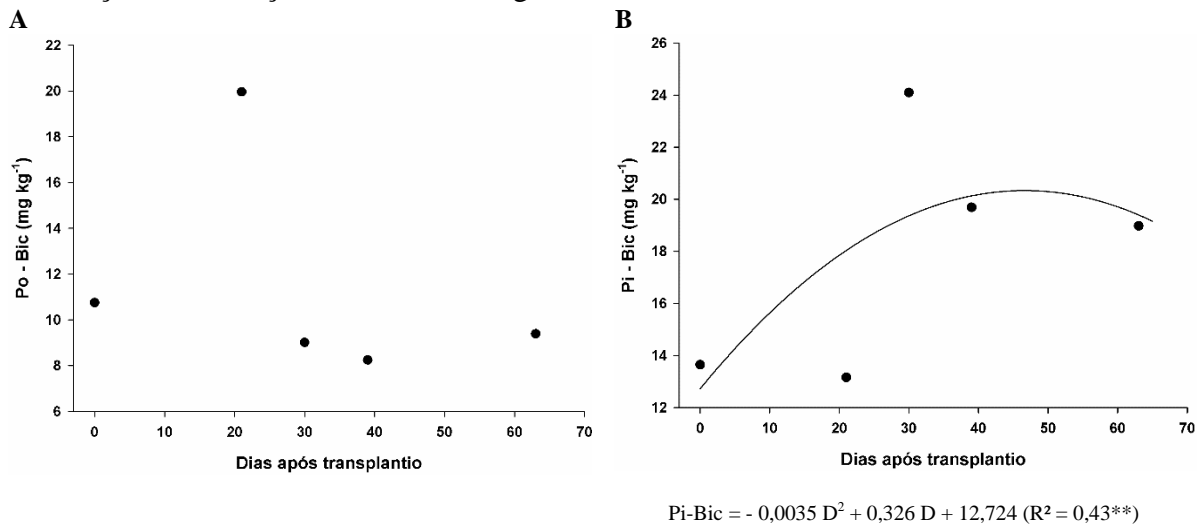 A
22
20
18
16
14
12
10
8
6
Po - Bic (mg kg⁻¹)
0 10 20 30 40 50 60 70
Dias após transplantio
B
26
24
22
20
18
16
14
12
Pi - Bic (mg kg⁻¹)
0 10 20 30 40 50 60 70
Dias após transplantio
Pi-Bic = - 0,0035 D² + 0,326 D + 12,724 (R² = 0,43**)